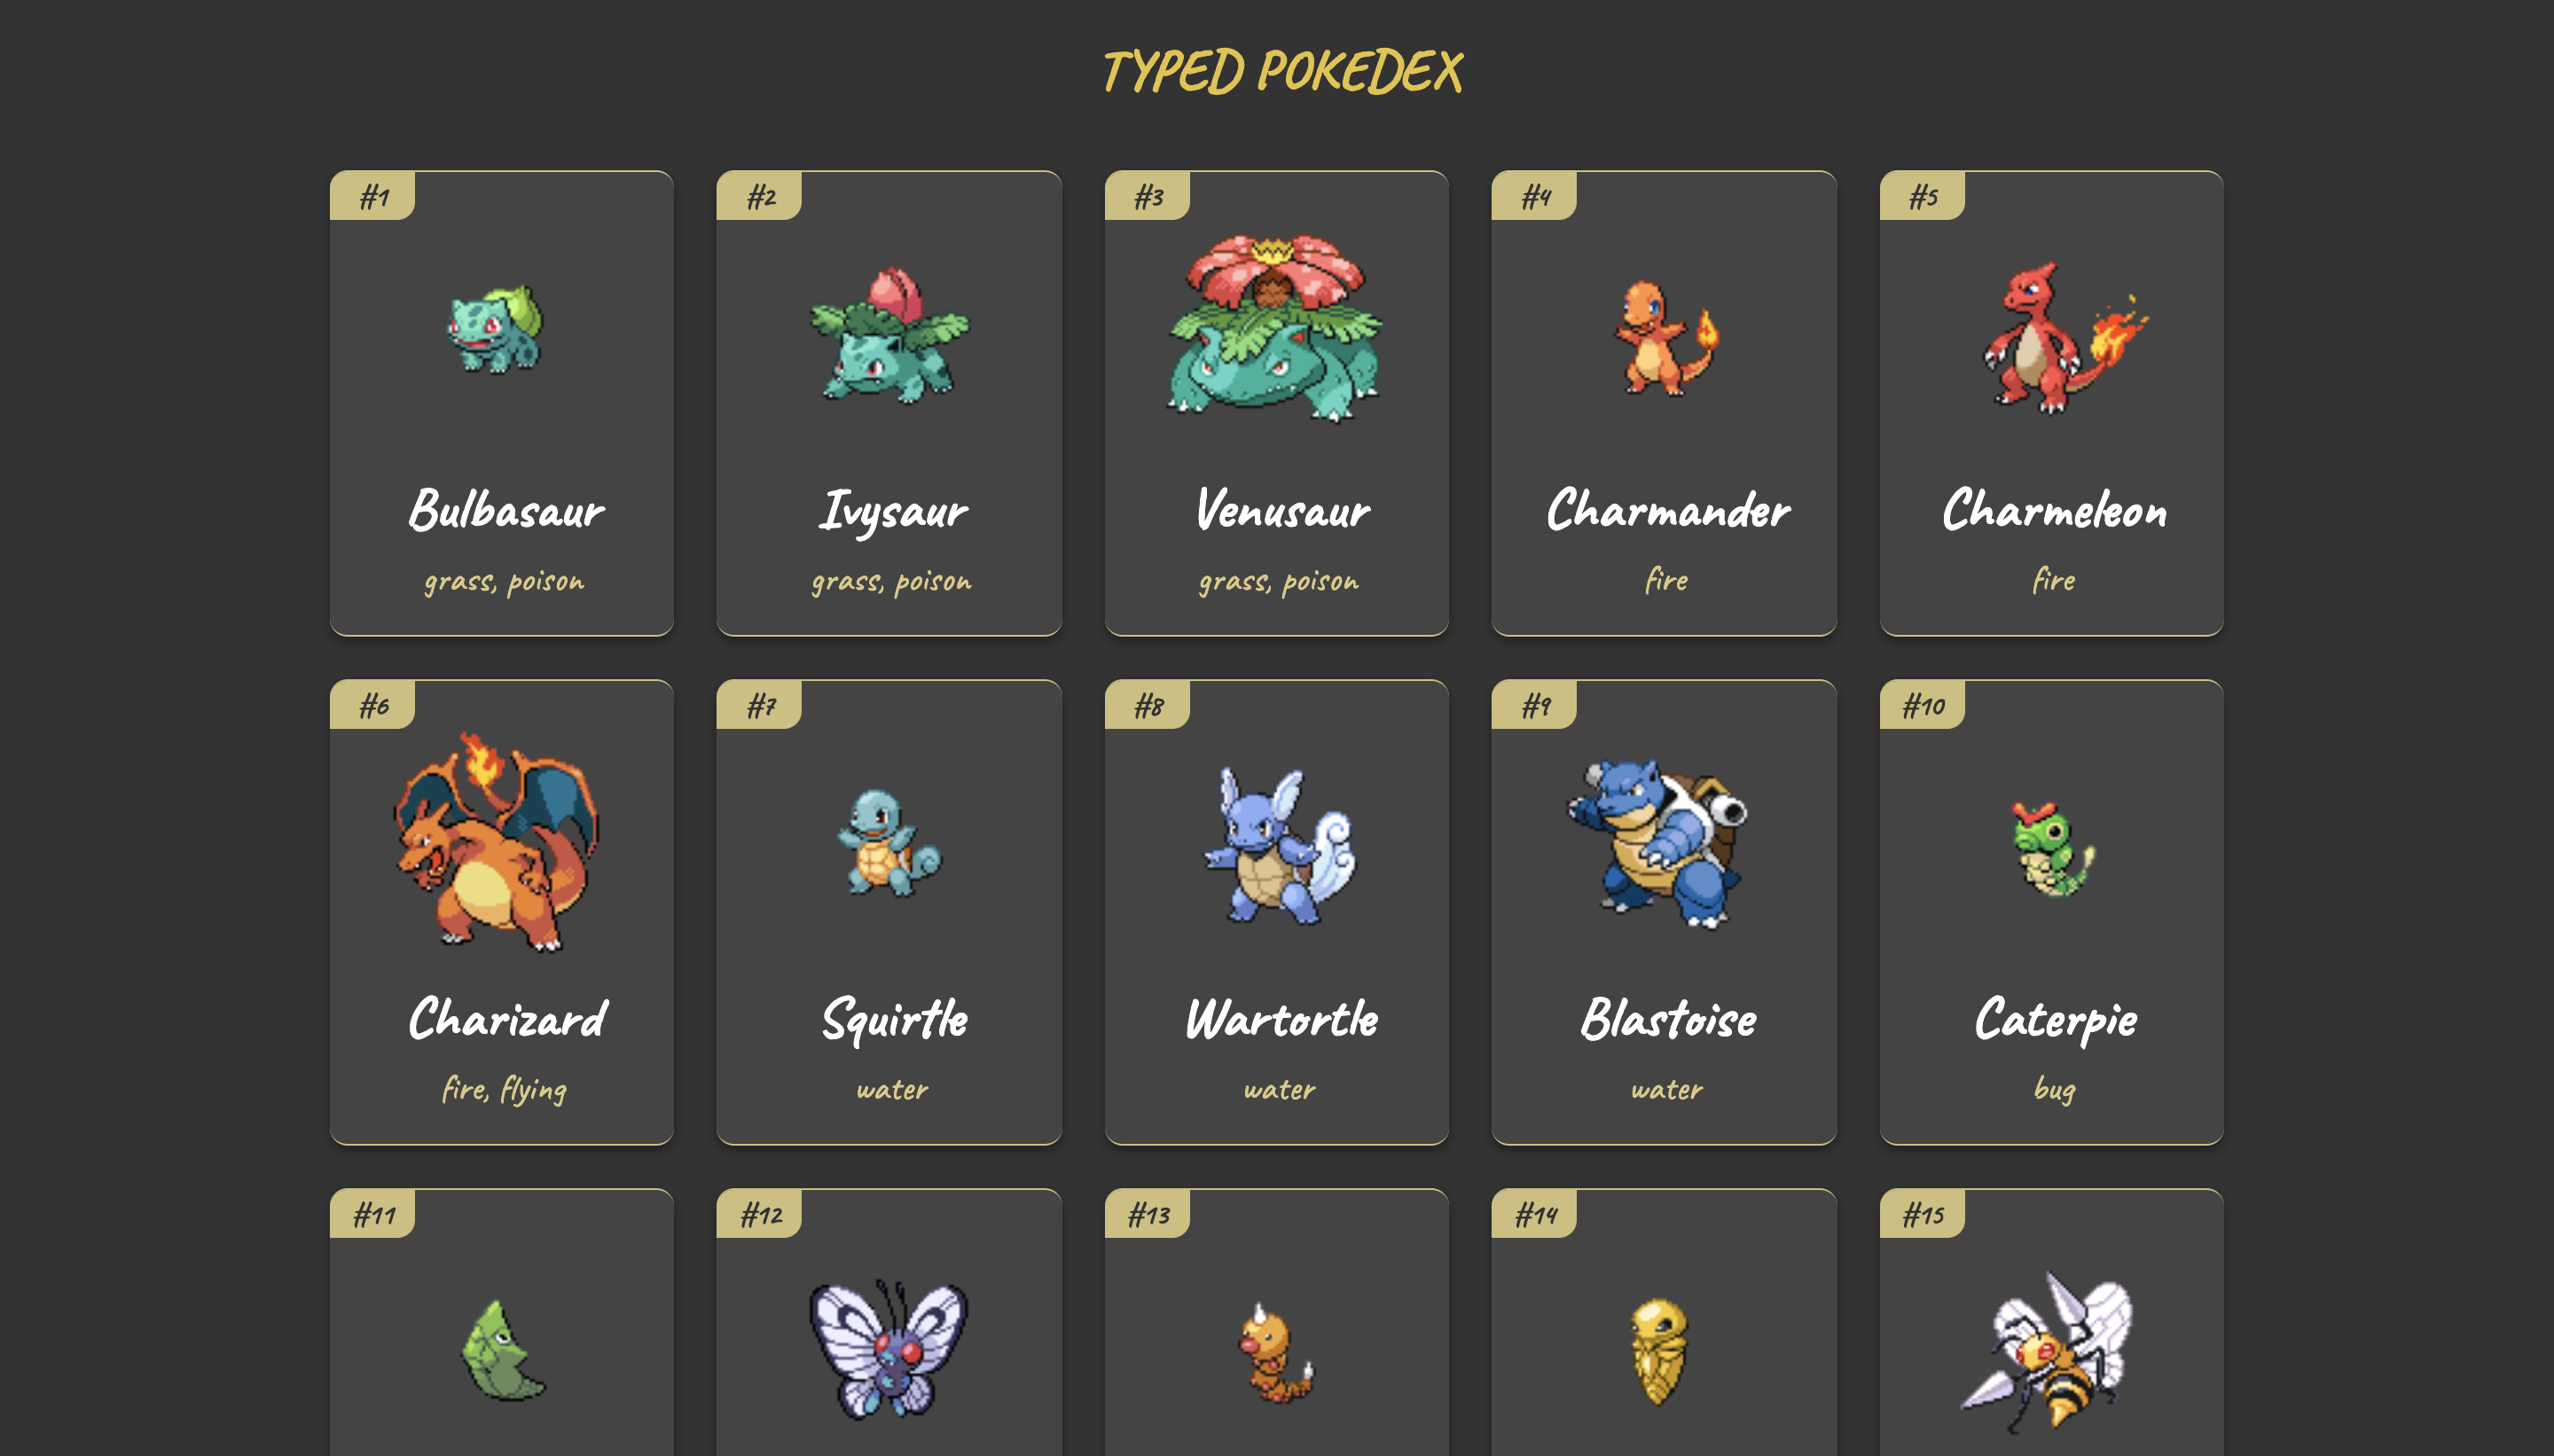 TYPED POKEDEX
#1
Bulbasaur
grass, poison
#2
Ivysaur
grass, poison
#3
Venusaur
grass, poison
#4
Charmander
fire
#5
Charmeleon
fire
#6
Charizard
fire, flying
#7
Squirtle
water
#8
Wartortle
water
#9
Blastoise
water
#10
Caterpie
bug
#11
#12
#13
#14
#15